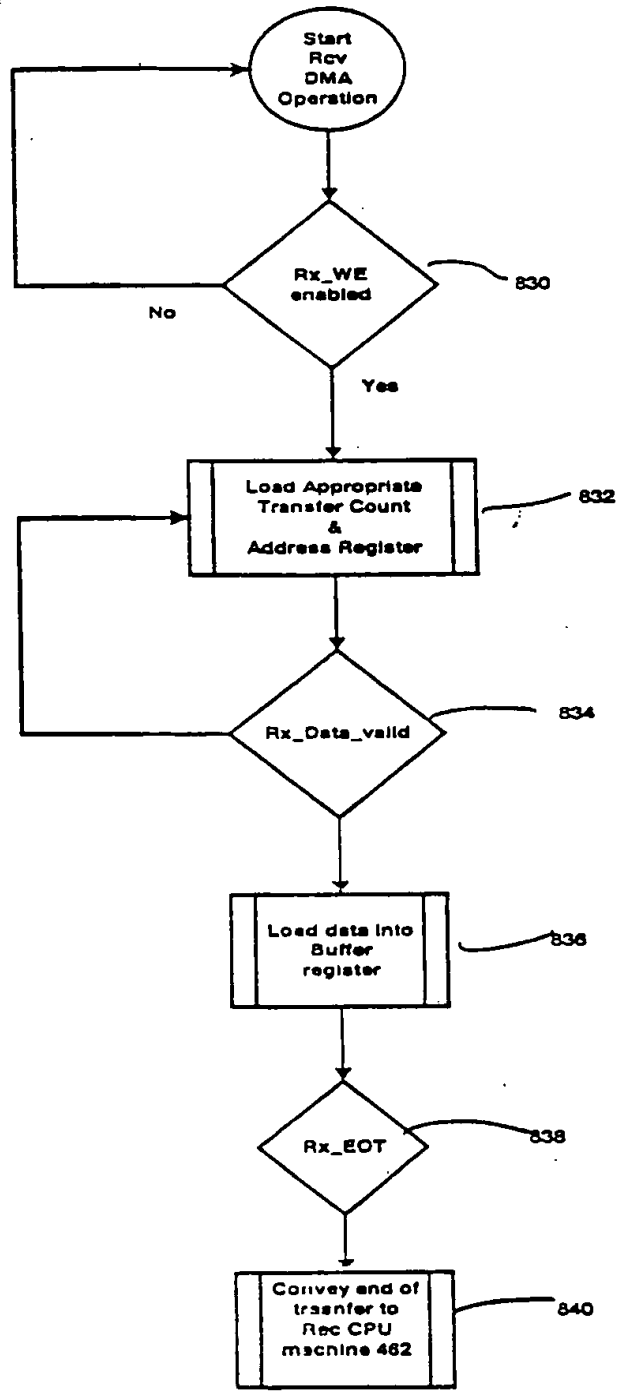 Start
Rcv
DMA
Operation
Rx_WE
enabled
830
No
Yes
Load Appropriate
Transfer Count
&
Address Register
832
Rx_Data_valid
834
Load data into
Buffer
register
836
Rx_EOT
838
Convey end of
trasnfer to
Rec CPU
machine 462
840